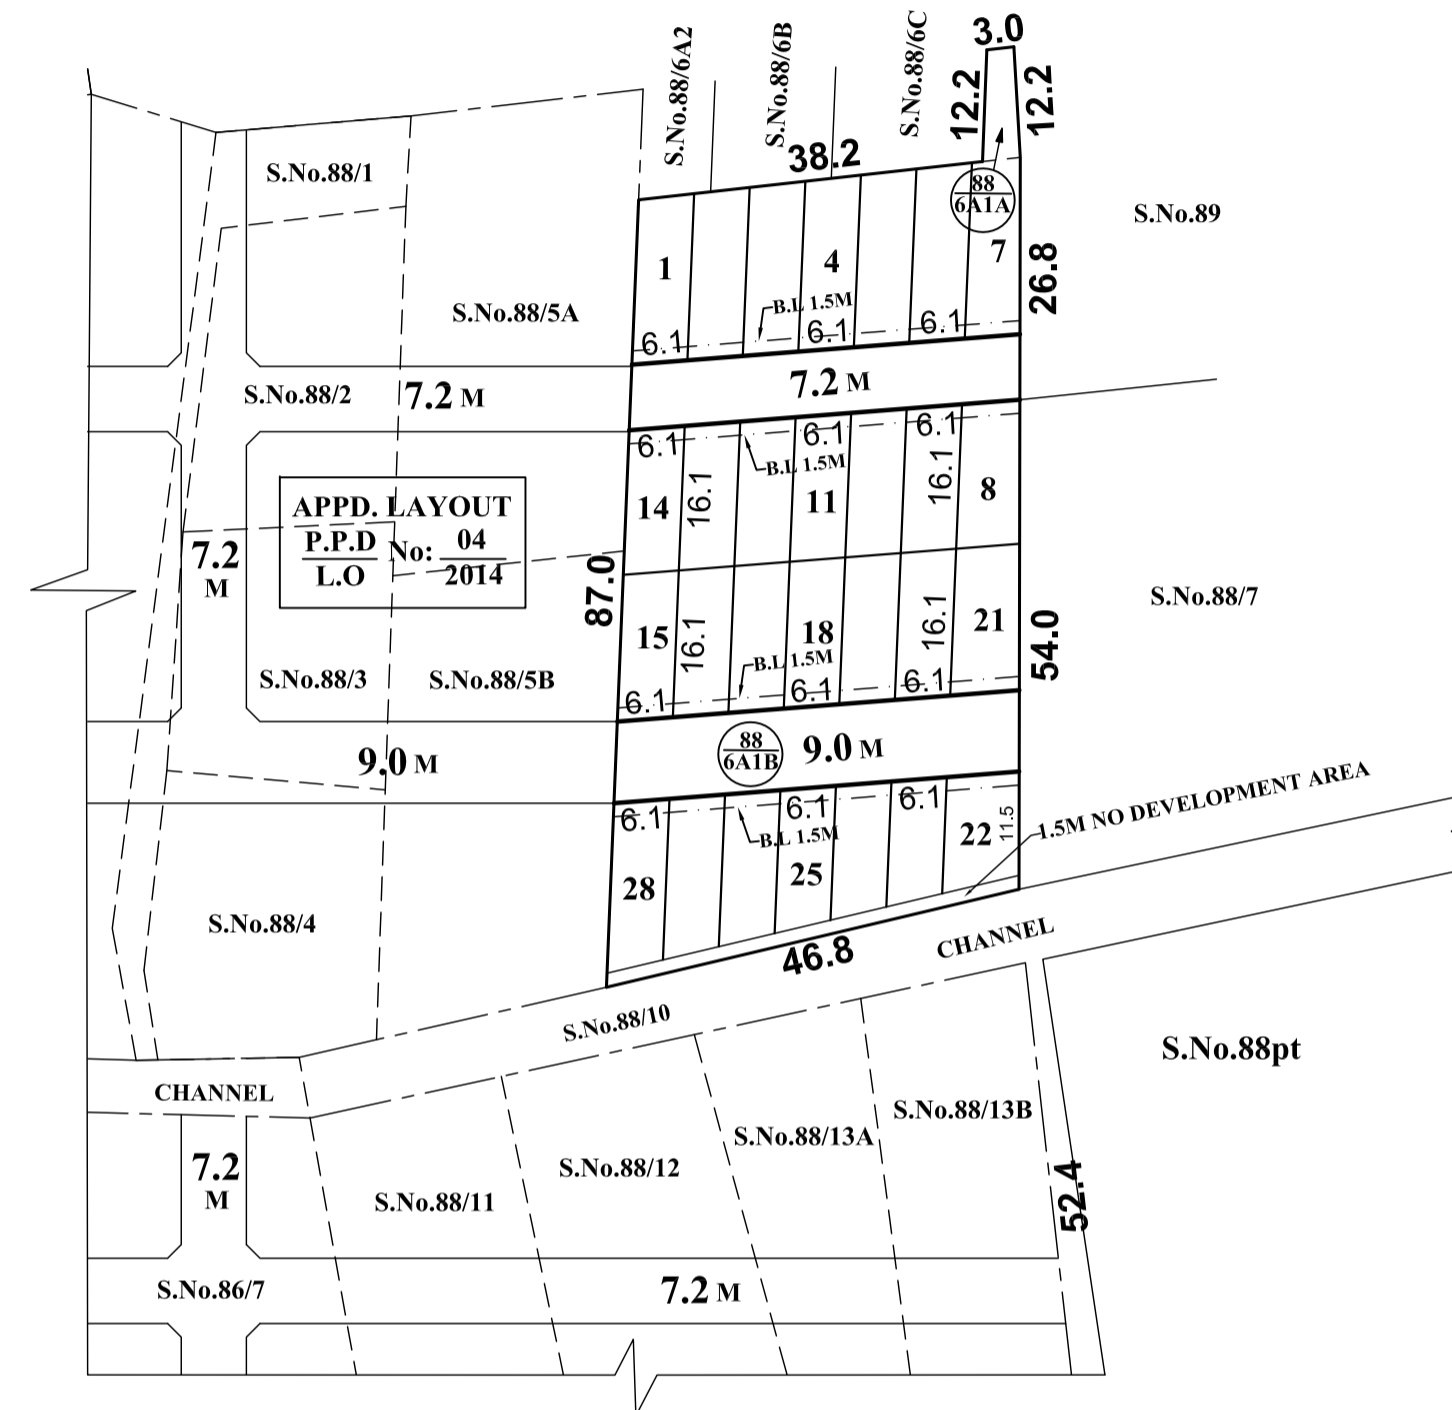 3.0
S.No.88/6A2
S.No.88/6B
S.No.88/6C
12.2
12.2
38.2
S.No.88/1
88
6A1A
S.No.89
1
4
7
26.8
S.No.88/5A
B.L 1.5M
6.1
6.1
6.1
S.No.88/2
7.2 M
7.2 M
6.1
6.1
6.1
B.L 1.5M
14
16.1
11
16.1
8
APPD. LAYOUT
P.P.D
L.O
No:
04
2014
7.2
M
87.0
S.No.88/7
15
16.1
18
16.1
21
54.0
B.L 1.5M
S.No.88/3
S.No.88/5B
6.1
6.1
6.1
9.0 M
88
6A1B
9.0 M
6.1
6.1
6.1
B.L 1.5M
22
11.5
1.5M NO DEVELOPMENT AREA
28
25
S.No.88/4
46.8
CHANNEL
S.No.88/10
S.No.88pt
CHANNEL
S.No.88/13B
S.No.88/13A
7.2
M
S.No.88/12
S.No.88/11
52.4
S.No.86/7
7.2 M